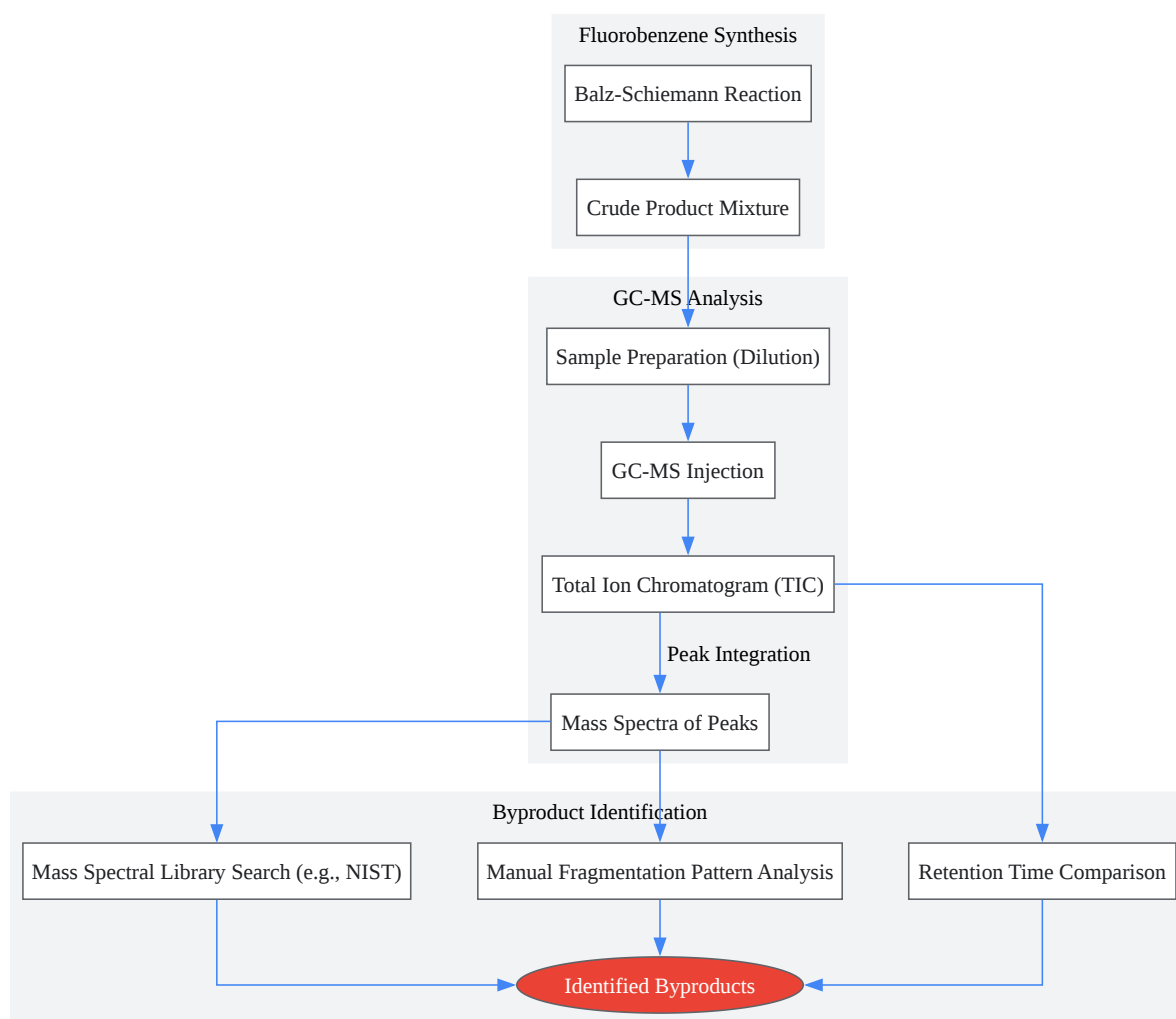 Fluorobenzene Synthesis
Balz-Schiemann Reaction
Crude Product Mixture
GC-MS Analysis
Sample Preparation (Dilution)
GC-MS Injection
Total Ion Chromatogram (TIC)
Peak Integration
Mass Spectra of Peaks
Byproduct Identification
Mass Spectral Library Search (e.g., NIST)
Manual Fragmentation Pattern Analysis
Retention Time Comparison
Identified Byproducts